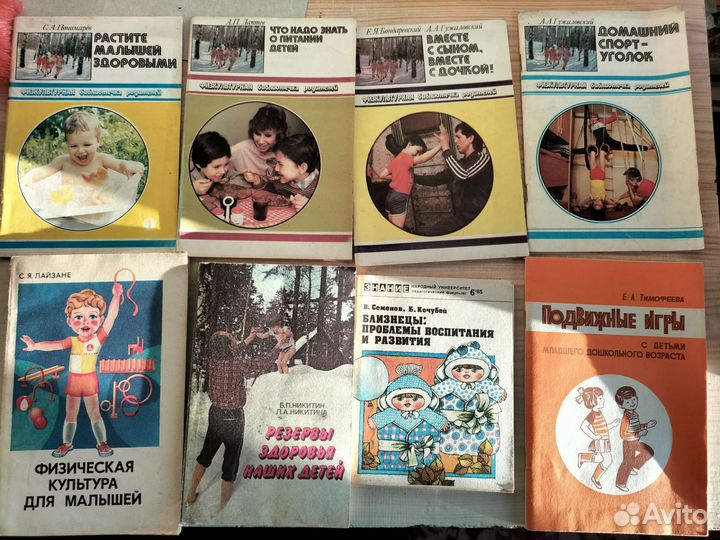 С.А. Пономарёв
РАСТИТЕ
МАЛЫШЕЙ
ЗДОРОВЫМИ
ФИЗКУЛЬТУРНАЯ библиотечка родителей
А.П. Лаптев
ЧТО НАДО ЗНАТЬ
О ПИТАНИИ
ДЕТЕЙ
ФИЗКУЛЬТУРНАЯ библиотечка родителей
Е.Я. Бондаревский А.А. Гужаловский
ВМЕСТЕ
С СЫНОМ,
ВМЕСТЕ
С ДОЧКОЙ!
ФИЗКУЛЬТУРНАЯ библиотечка родителей
А.А. Гужаловский
ДОМАШНИЙ
СПОРТ-
УГОЛОК
ФИЗКУЛЬТУРНАЯ библиотечка родителей
С. Я. ЛАЙЗАНЕ
ФИЗИЧЕСКАЯ
КУЛЬТУРА
ДЛЯ МАЛЫШЕЙ
Б.П. НИКИТИН
Л.А. НИКИТИНА
РЕЗЕРВЫ
ЗДОРОВЬЯ
НАШИХ ДЕТЕЙ
ЗНАНИЕ НАРОДНЫЙ УНИВЕРСИТЕТ
ПЕДАГОГИЧЕСКИЙ ФАКУЛЬТЕТ 6'85
В. Семенов, Б. Кочубей
БЛИЗНЕЦЫ:
ПРОБЛЕМЫ ВОСПИТАНИЯ
И РАЗВИТИЯ
Е. А. ТИМОФЕЕВА
ПОДВИЖНЫЕ ИГРЫ
С ДЕТЬМИ
МЛАДШЕГО ДОШКОЛЬНОГО ВОЗРАСТА
Avito